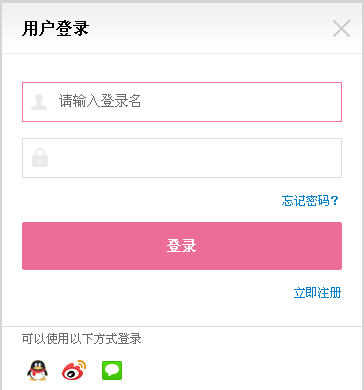 用户登录
请输入登录名
忘记密码？
登录
立即注册
可以使用以下方式登录